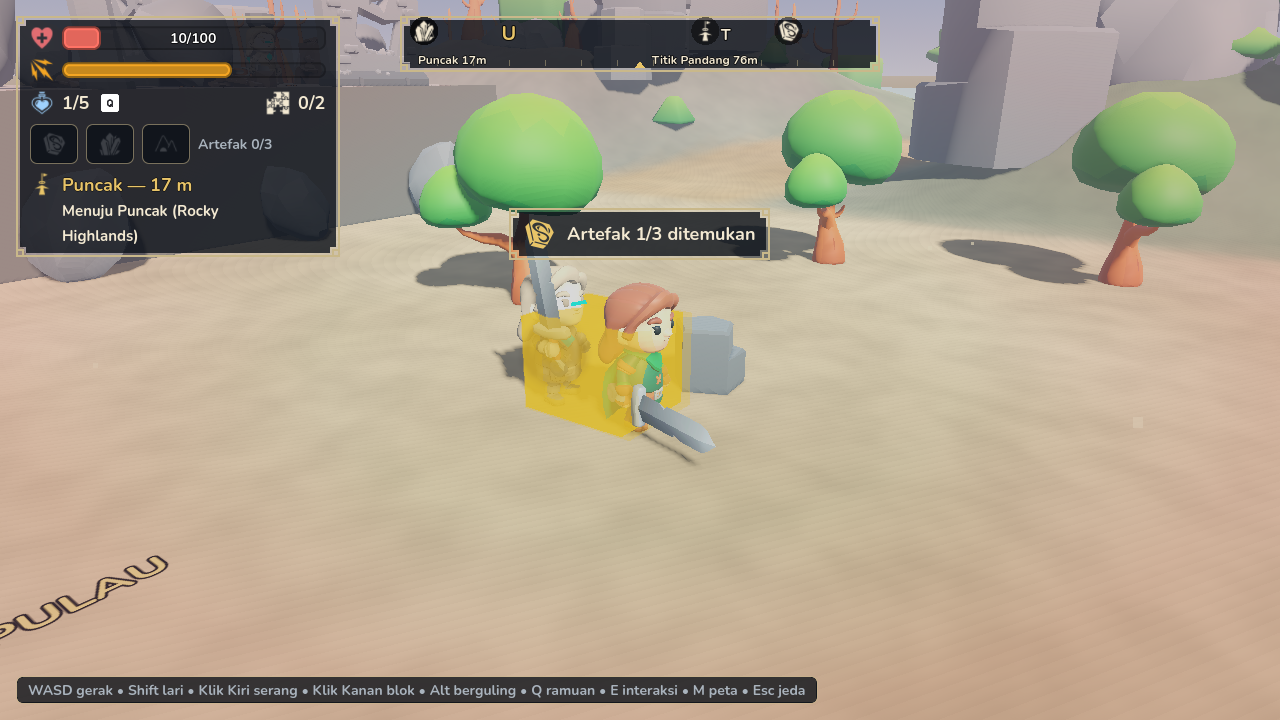 10/100
1/5 Q 0/2
Artefak 0/3
Puncak — 17 m
Menuju Puncak (Rocky
Highlands)
U T
Puncak 17m Titik Pandang 76m
Artefak 1/3 ditemukan
PULAU
WASD gerak • Shift lari • Klik Kiri serang • Klik Kanan blok • Alt berguling • Q ramuan • E interaksi • M peta • Esc jeda